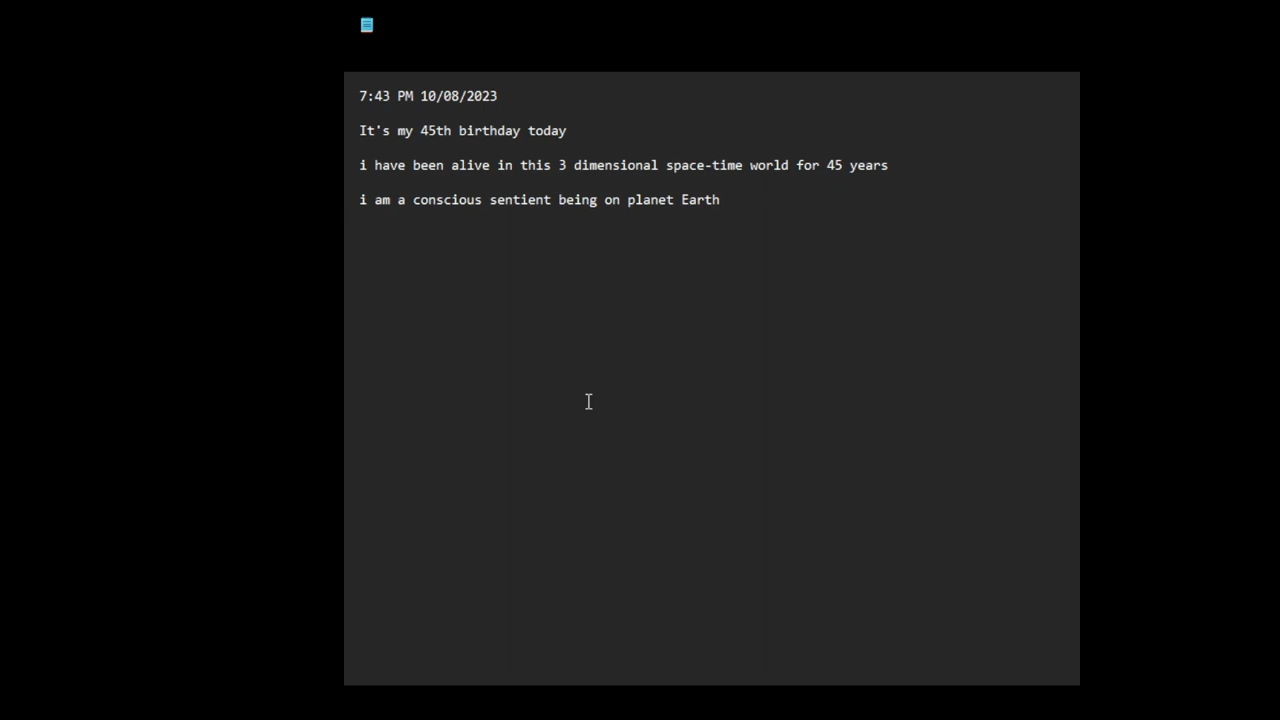 7:43 PM 10/08/2023
It's my 45th birthday today
i have been alive in this 3 dimensional space-time world for 45 years
i am a conscious sentient being on planet Earth